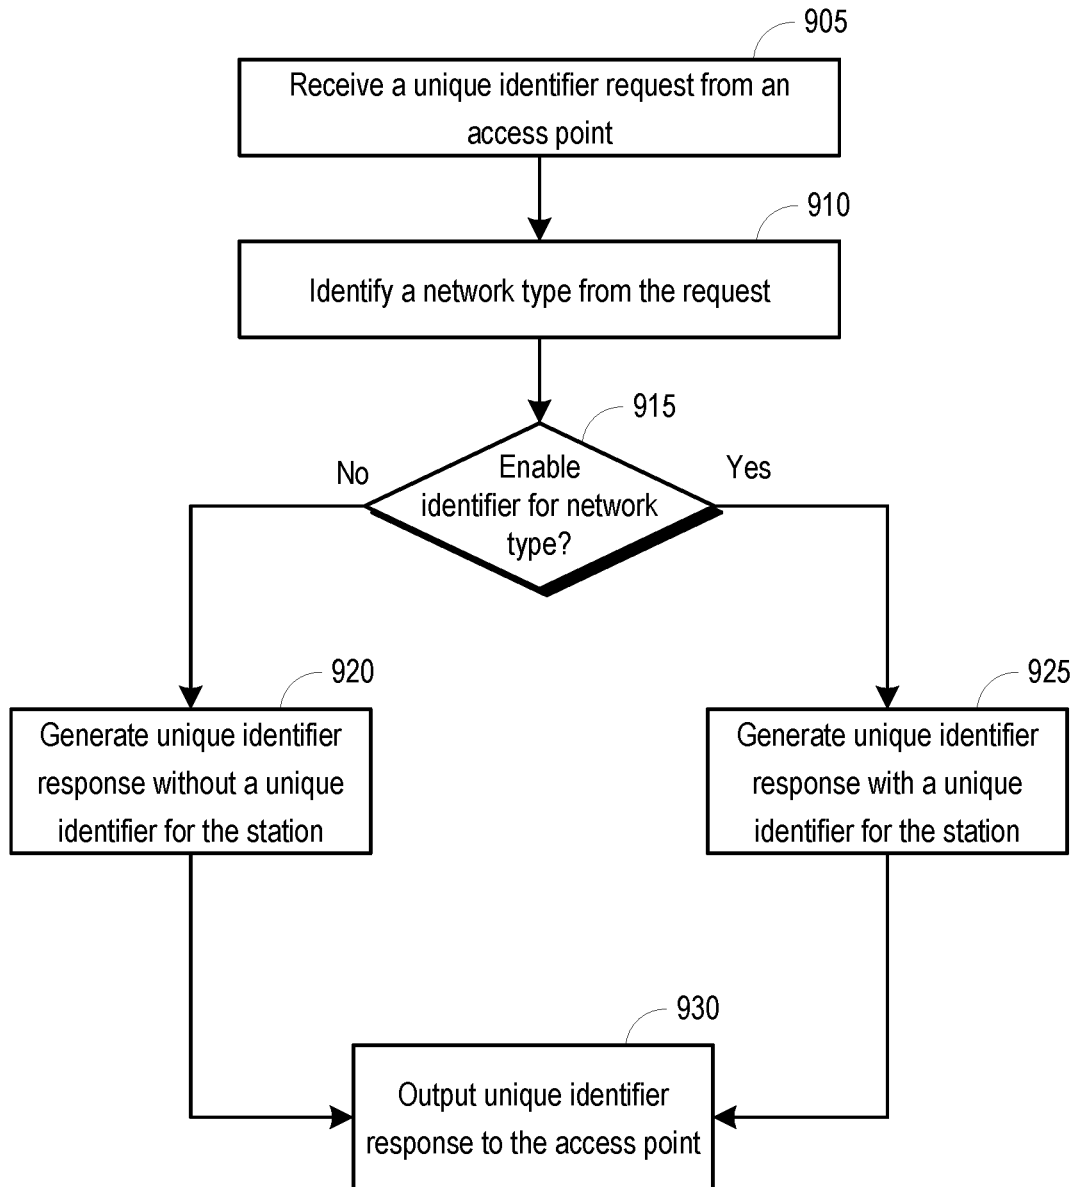 905
Receive a unique identifier request from an
access point
910
Identify a network type from the request
915
No
Enable
identifier for network
type?
Yes
920
Generate unique identifier
response without a unique
identifier for the station
925
Generate unique identifier
response with a unique
identifier for the station
930
Output unique identifier
response to the access point